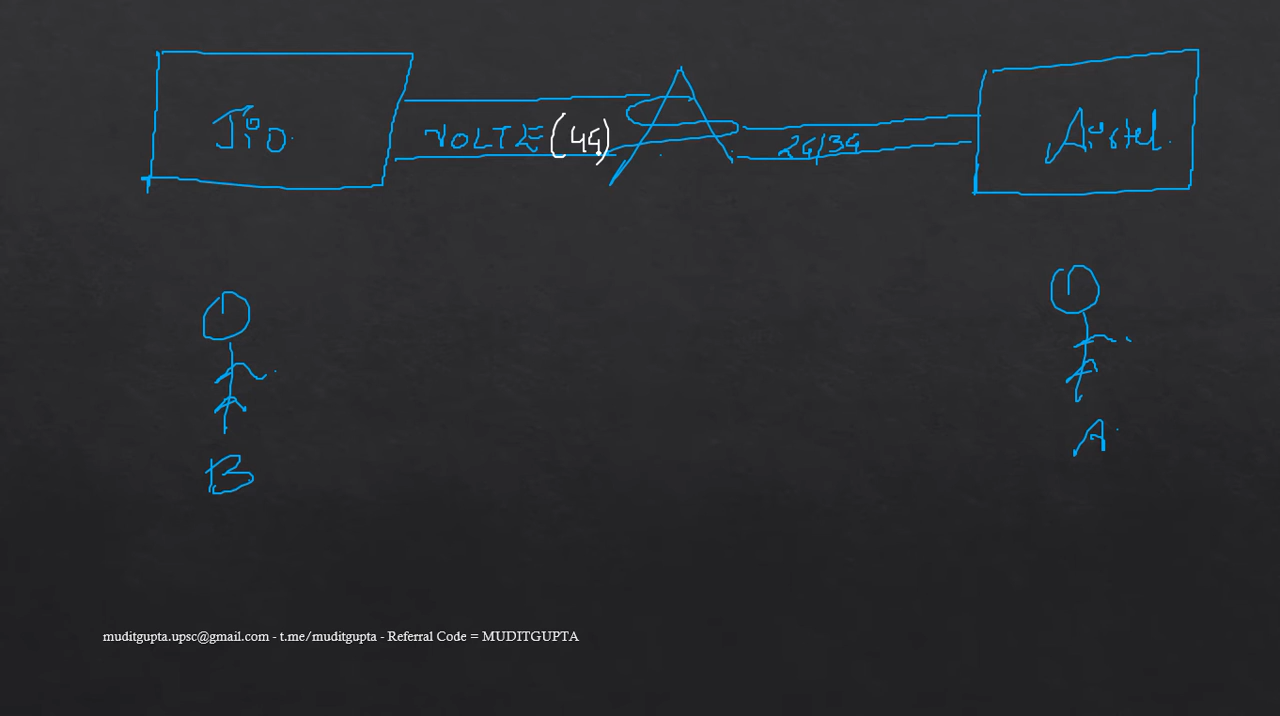 Jio
VOLTE (4G)
2G/3G
Airtel
B
A
muditgupta.upsc@gmail.com - t.me/muditgupta - Referral Code = MUDITGUPTA